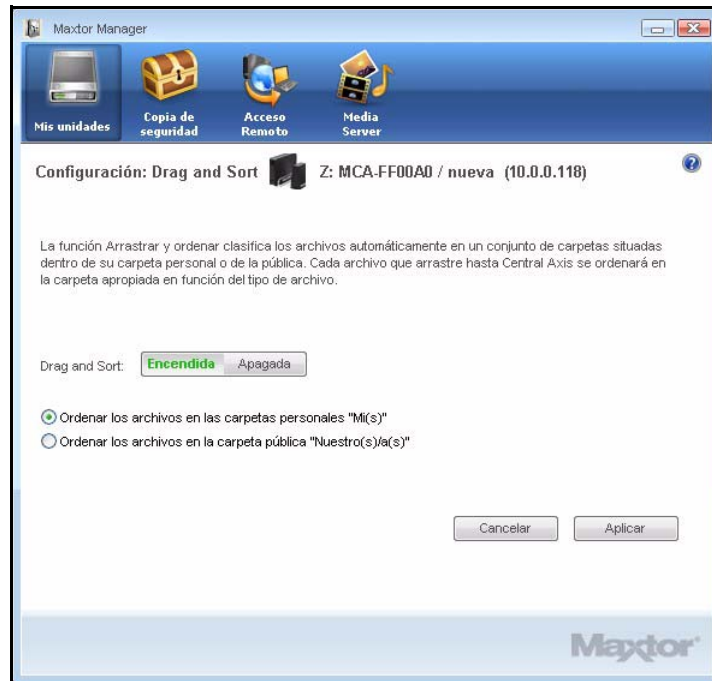 Maxtor Manager
Mis unidades
Copia de
seguridad
Acceso
Remoto
Media
Server
Configuración: Drag and Sort Z: MCA-FF00A0 / nueva (10.0.0.118)
?
La función Arrastrar y ordenar clasifica los archivos automáticamente en un conjunto de carpetas situadas
dentro de su carpeta personal o de la pública. Cada archivo que arrastre hasta Central Axis se ordenará en
la carpeta apropiada en función del tipo de archivo.
Drag and Sort: Encendida Apagada
Ordenar los archivos en las carpetas personales "Mi(s)"
Ordenar los archivos en la carpeta pública "Nuestro(s)/a(s)"
Cancelar Aplicar
Maxtor